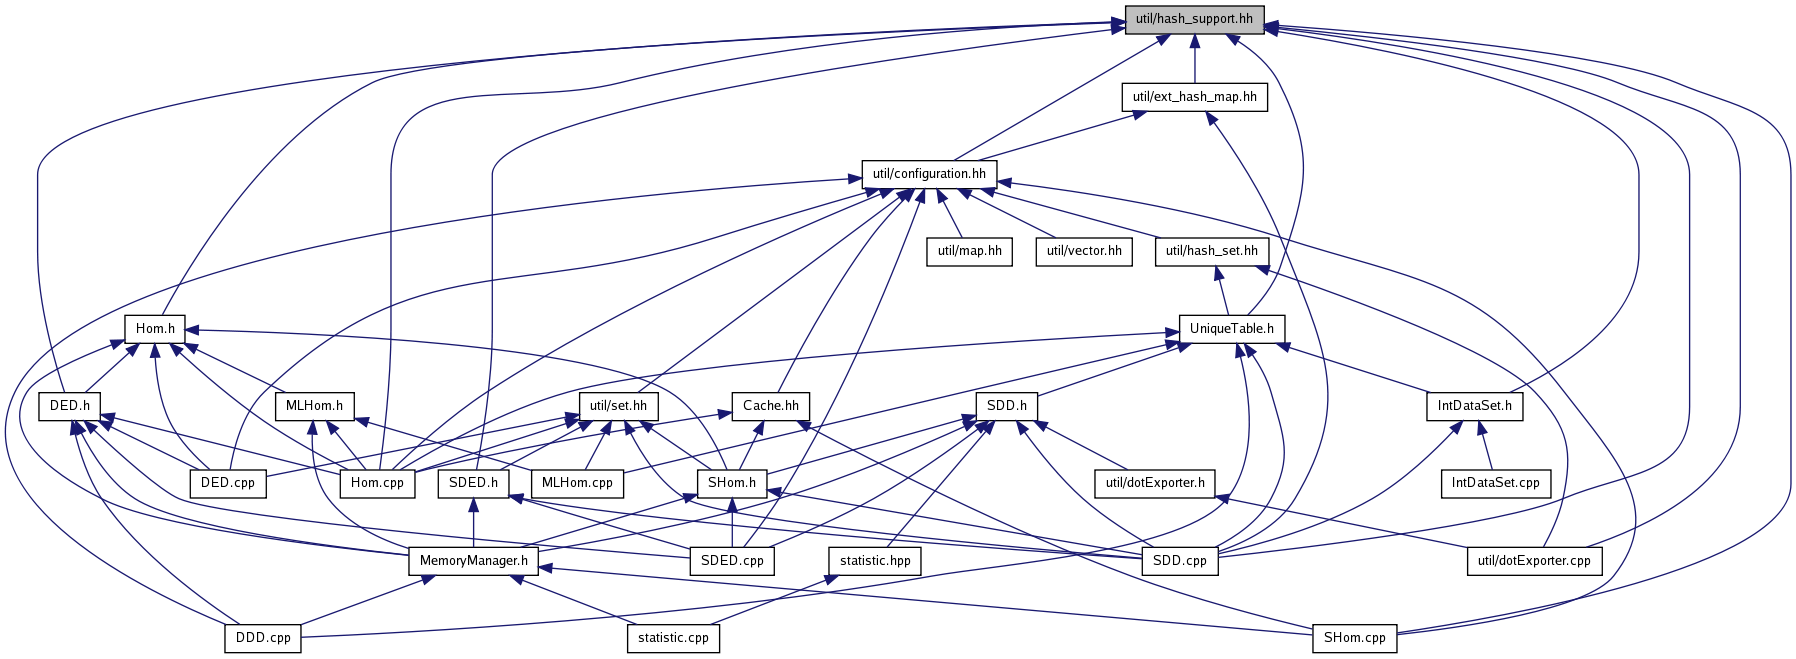 util/hash_support.hh
util/ext_hash_map.hh
util/configuration.hh
util/map.hh
util/vector.hh
util/hash_set.hh
Hom.h
UniqueTable.h
DED.h
MLHom.h
util/set.hh
Cache.hh
SDD.h
IntDataSet.h
DED.cpp
Hom.cpp
SDED.h
MLHom.cpp
SHom.h
util/dotExporter.h
IntDataSet.cpp
MemoryManager.h
SDED.cpp
statistic.hpp
SDD.cpp
util/dotExporter.cpp
DDD.cpp
statistic.cpp
SHom.cpp